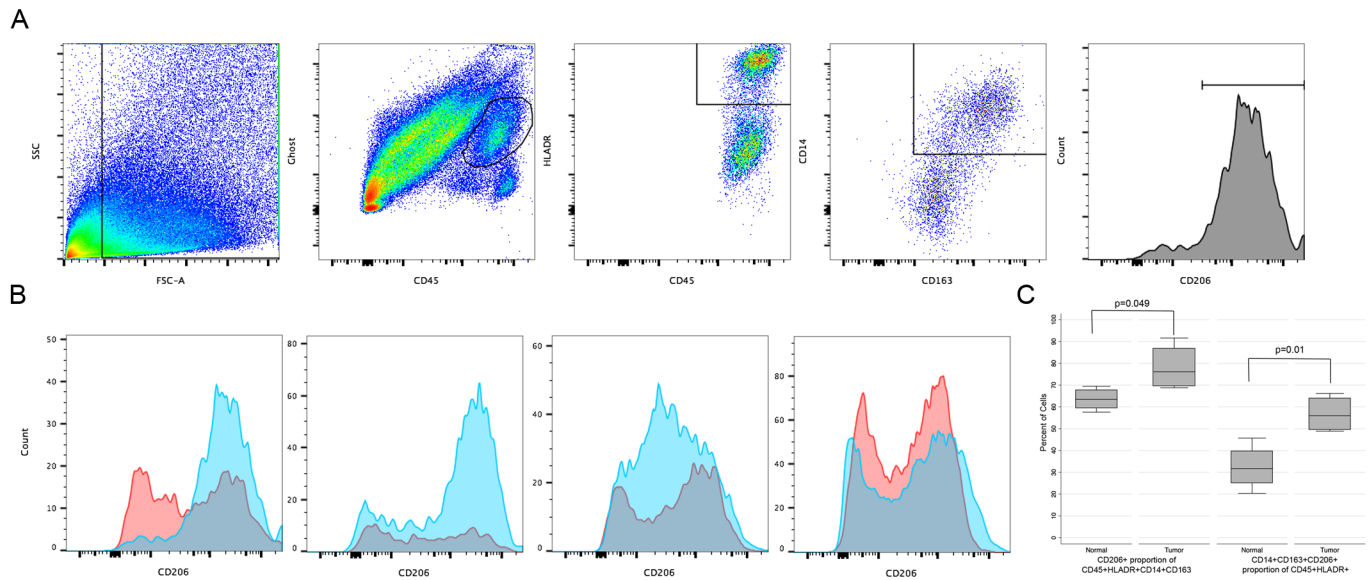 A
SSC
FSC-A
Ghost
CD45
HLADR
CD45
CD14
CD163
Count
CD206
B
Count
50
40
30
20
10
0
CD206
80
60
40
20
0
CD206
60
40
20
0
CD206
80
60
40
20
0
CD206
C
Percent of Cells
100
90
80
70
60
50
40
30
20
10
0
p=0.049
p=0.01
Normal
Tumor
Normal
Tumor
CD206+ proportion of
CD45+HLADR+CD14+CD163
CD14+CD163+CD206+
proportion of CD45+HLADR+